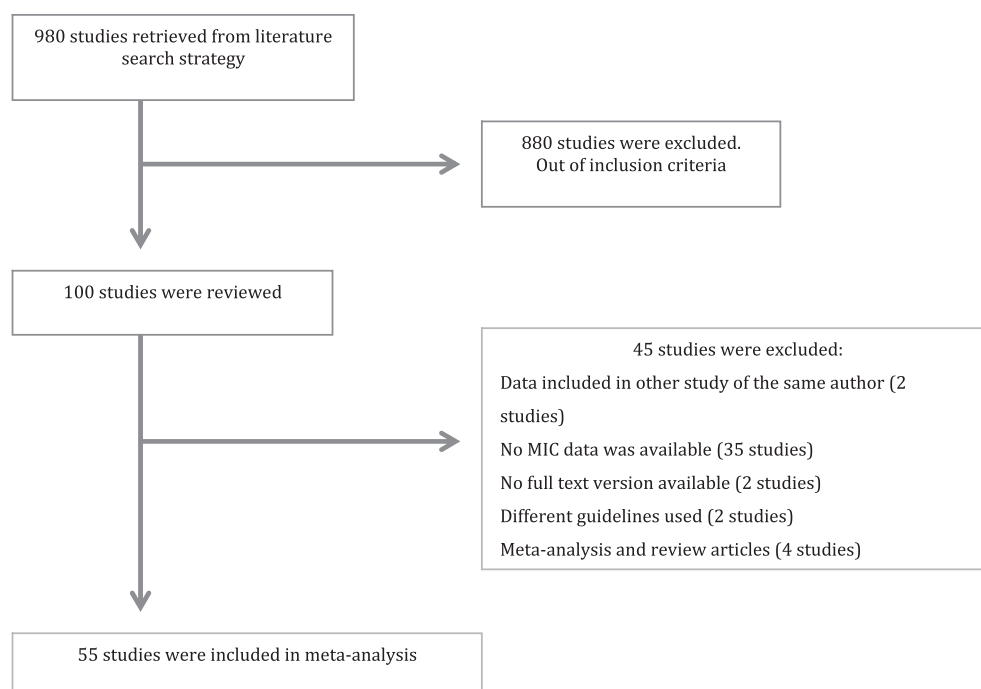 980 studies retrieved from literature
search strategy
880 studies were excluded.
Out of inclusion criteria
100 studies were reviewed
45 studies were excluded:
Data included in other study of the same author (2
studies)
No MIC data was available (35 studies)
No full text version available (2 studies)
Different guidelines used (2 studies)
Meta-analysis and review articles (4 studies)
55 studies were included in meta-analysis